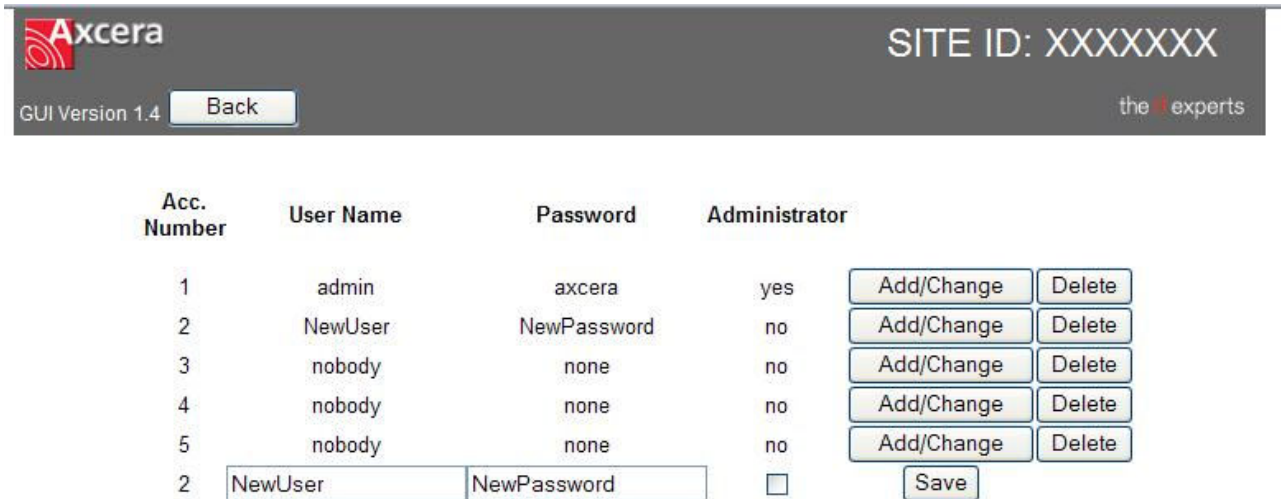 Axcera
SITE ID: XXXXXXX
GUI Version 1.4 Back
the experts
Acc. Number User Name Password Administrator
1 admin axcera yes Add/Change Delete
2 NewUser NewPassword no Add/Change Delete
3 nobody none no Add/Change Delete
4 nobody none no Add/Change Delete
5 nobody none no Add/Change Delete
2 NewUser NewPassword Save